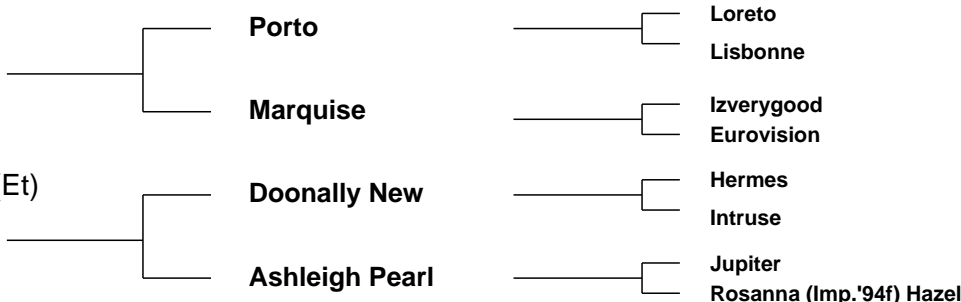 Loreto
Porto
Lisbonne
Izverygood
Marquise
Eurovision
Et)
Hermes
Doonally New
Intruse
Jupiter
Ashleigh Pearl
Rosanna (Imp.'94f) Hazel